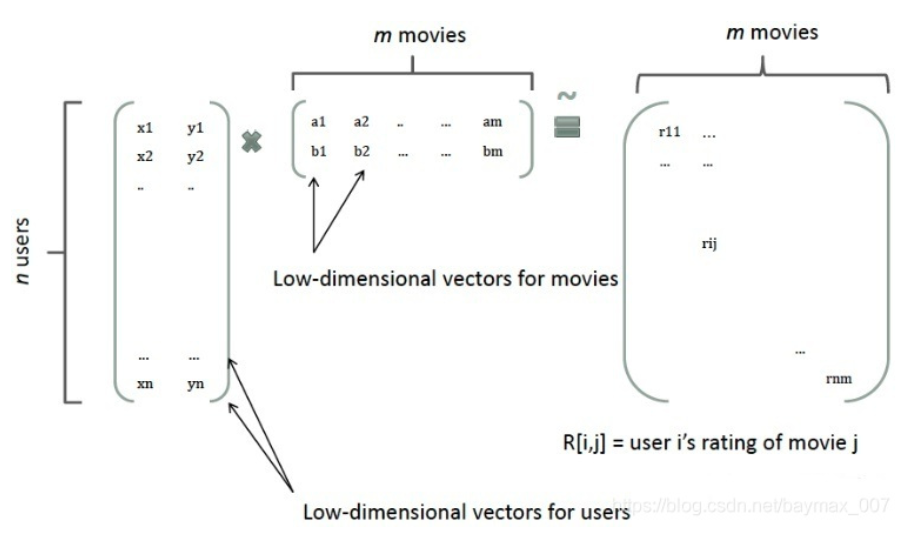 m movies
m movies
n users
x1 y1
x2 y2
.. ..
... ...
xn yn
a1 a2 .. ... am
b1 b2 ... ... bm
~
r11 ...
... ...
rij
...
rnm
Low-dimensional vectors for movies
R[i,j] = user i's rating of movie j
Low-dimensional vectors for users
https://blog.csdn.net/baymax_007